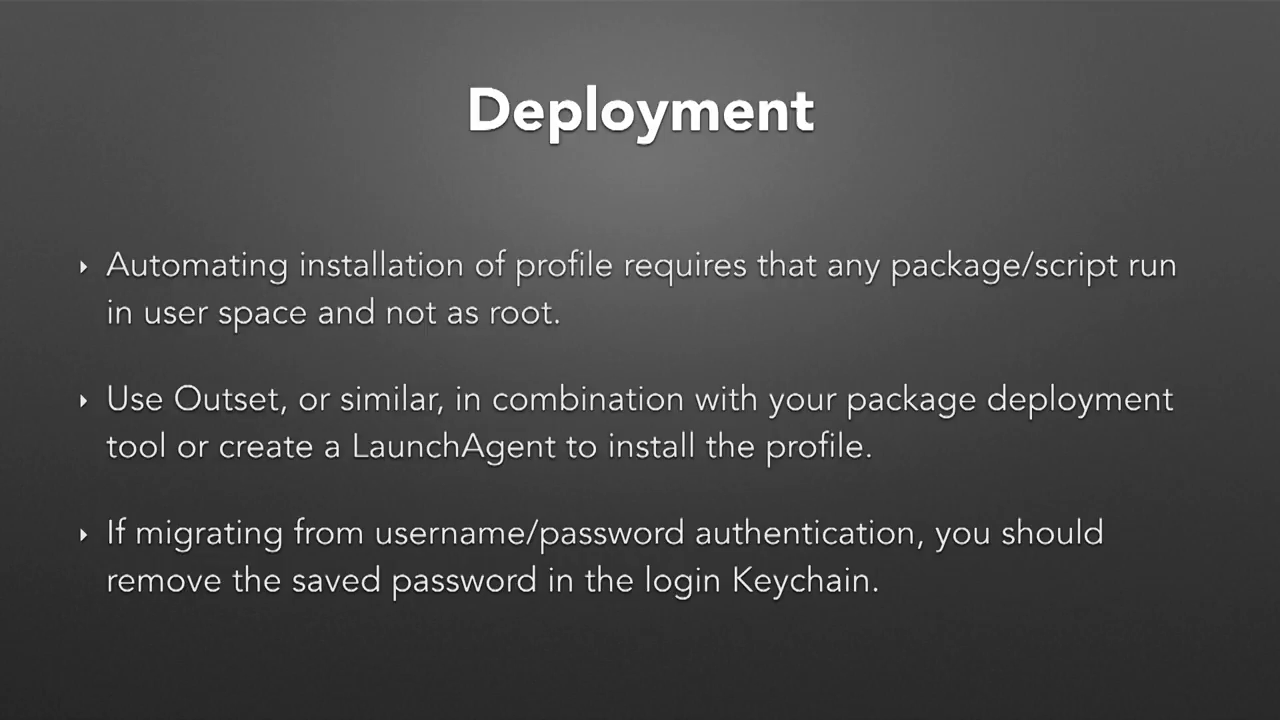 Deployment
‣ Automating installation of profile requires that any package/script run
in user space and not as root.
‣ Use Outset, or similar, in combination with your package deployment
tool or create a LaunchAgent to install the profile.
‣ If migrating from username/password authentication, you should
remove the saved password in the login Keychain.